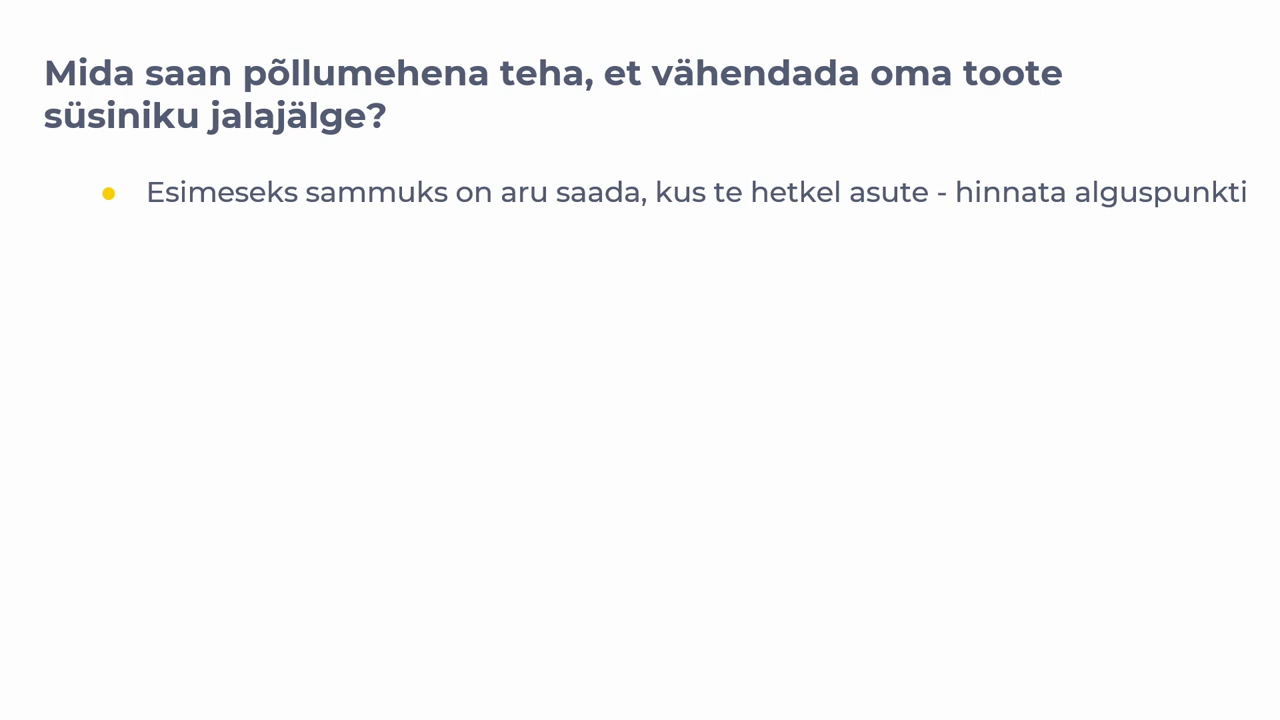 Mida saan põllumehena teha, et vähendada oma toote
süsiniku jalajälge?
● Esimeseks sammuks on aru saada, kus te hetkel asute - hinnata alguspunkti